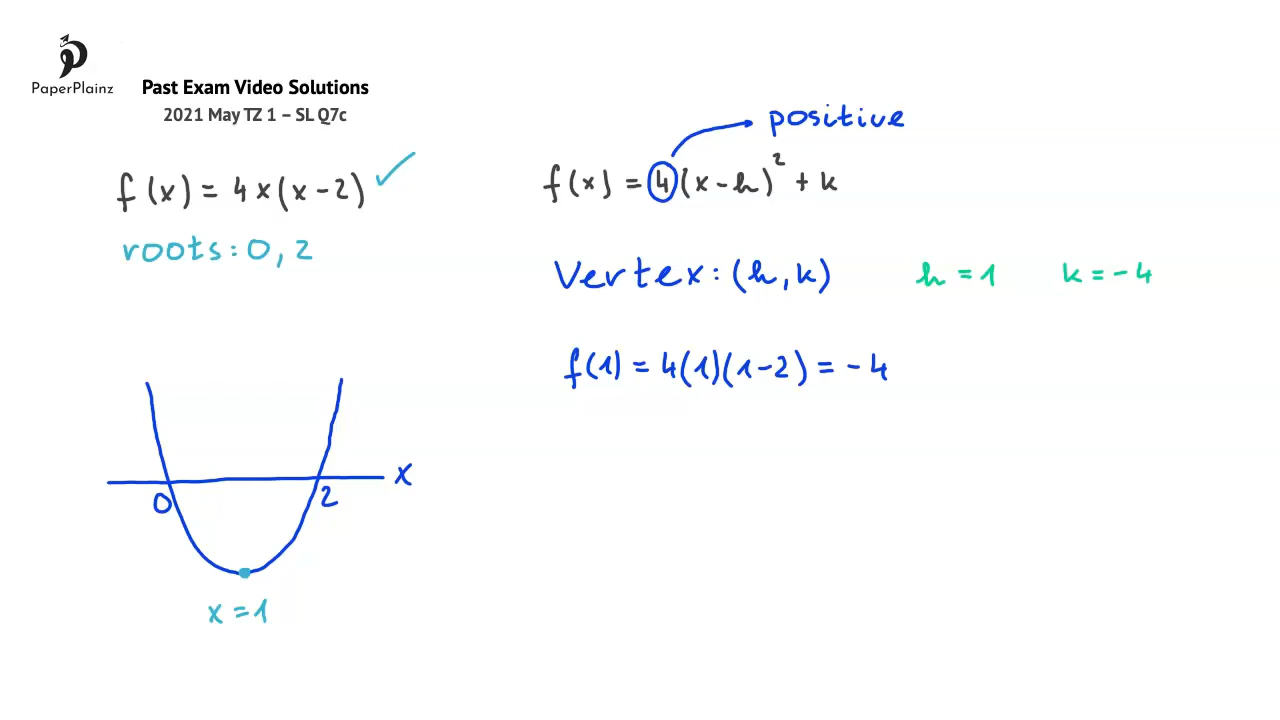 PaperPlainz
Past Exam Video Solutions
2021 May TZ 1 – SL Q7c
positive
f(x) = 4x(x-2) ✓
f(x) = 4(x-h)² + k
roots: 0, 2
Vertex: (h, k)
h = 1
k = -4
f(1) = 4(1)(1-2) = -4
x
0
2
x = 1